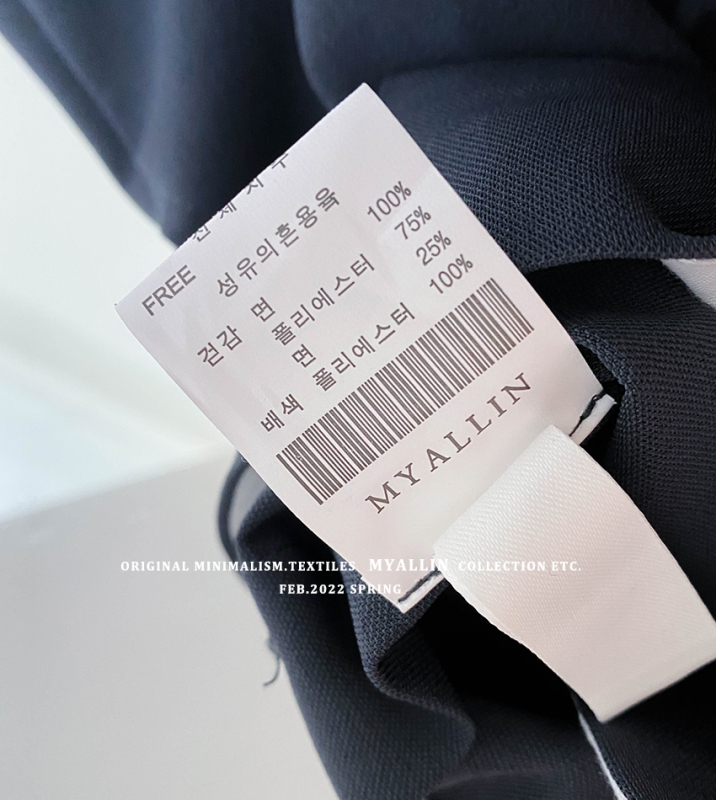 FREE
섬유의혼용율
겉감 면 100%
폴리에스터 75%
면 25%
배색 폴리에스터 100%
MYALLIN
ORIGINAL MINIMALISM.TEXTILES MYALLIN COLLECTION ETC.
FEB.2022 SPRING